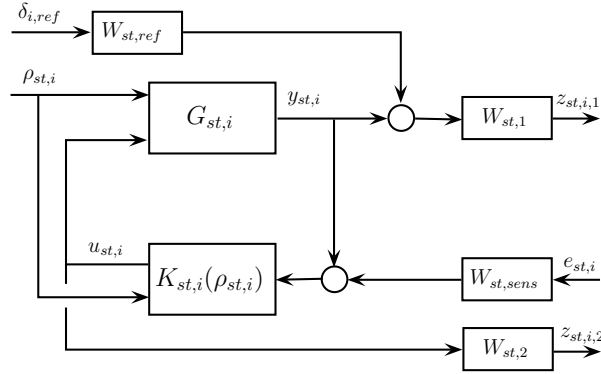 δ_{i,ref}
W_{st,ref}
ρ_{st,i}
G_{st,i}
y_{st,i}
W_{st,1}
z_{st,i,1}
u_{st,i}
K_{st,i}(ρ_{st,i})
W_{st,sens}
e_{st,i}
W_{st,2}
z_{st,i,2}